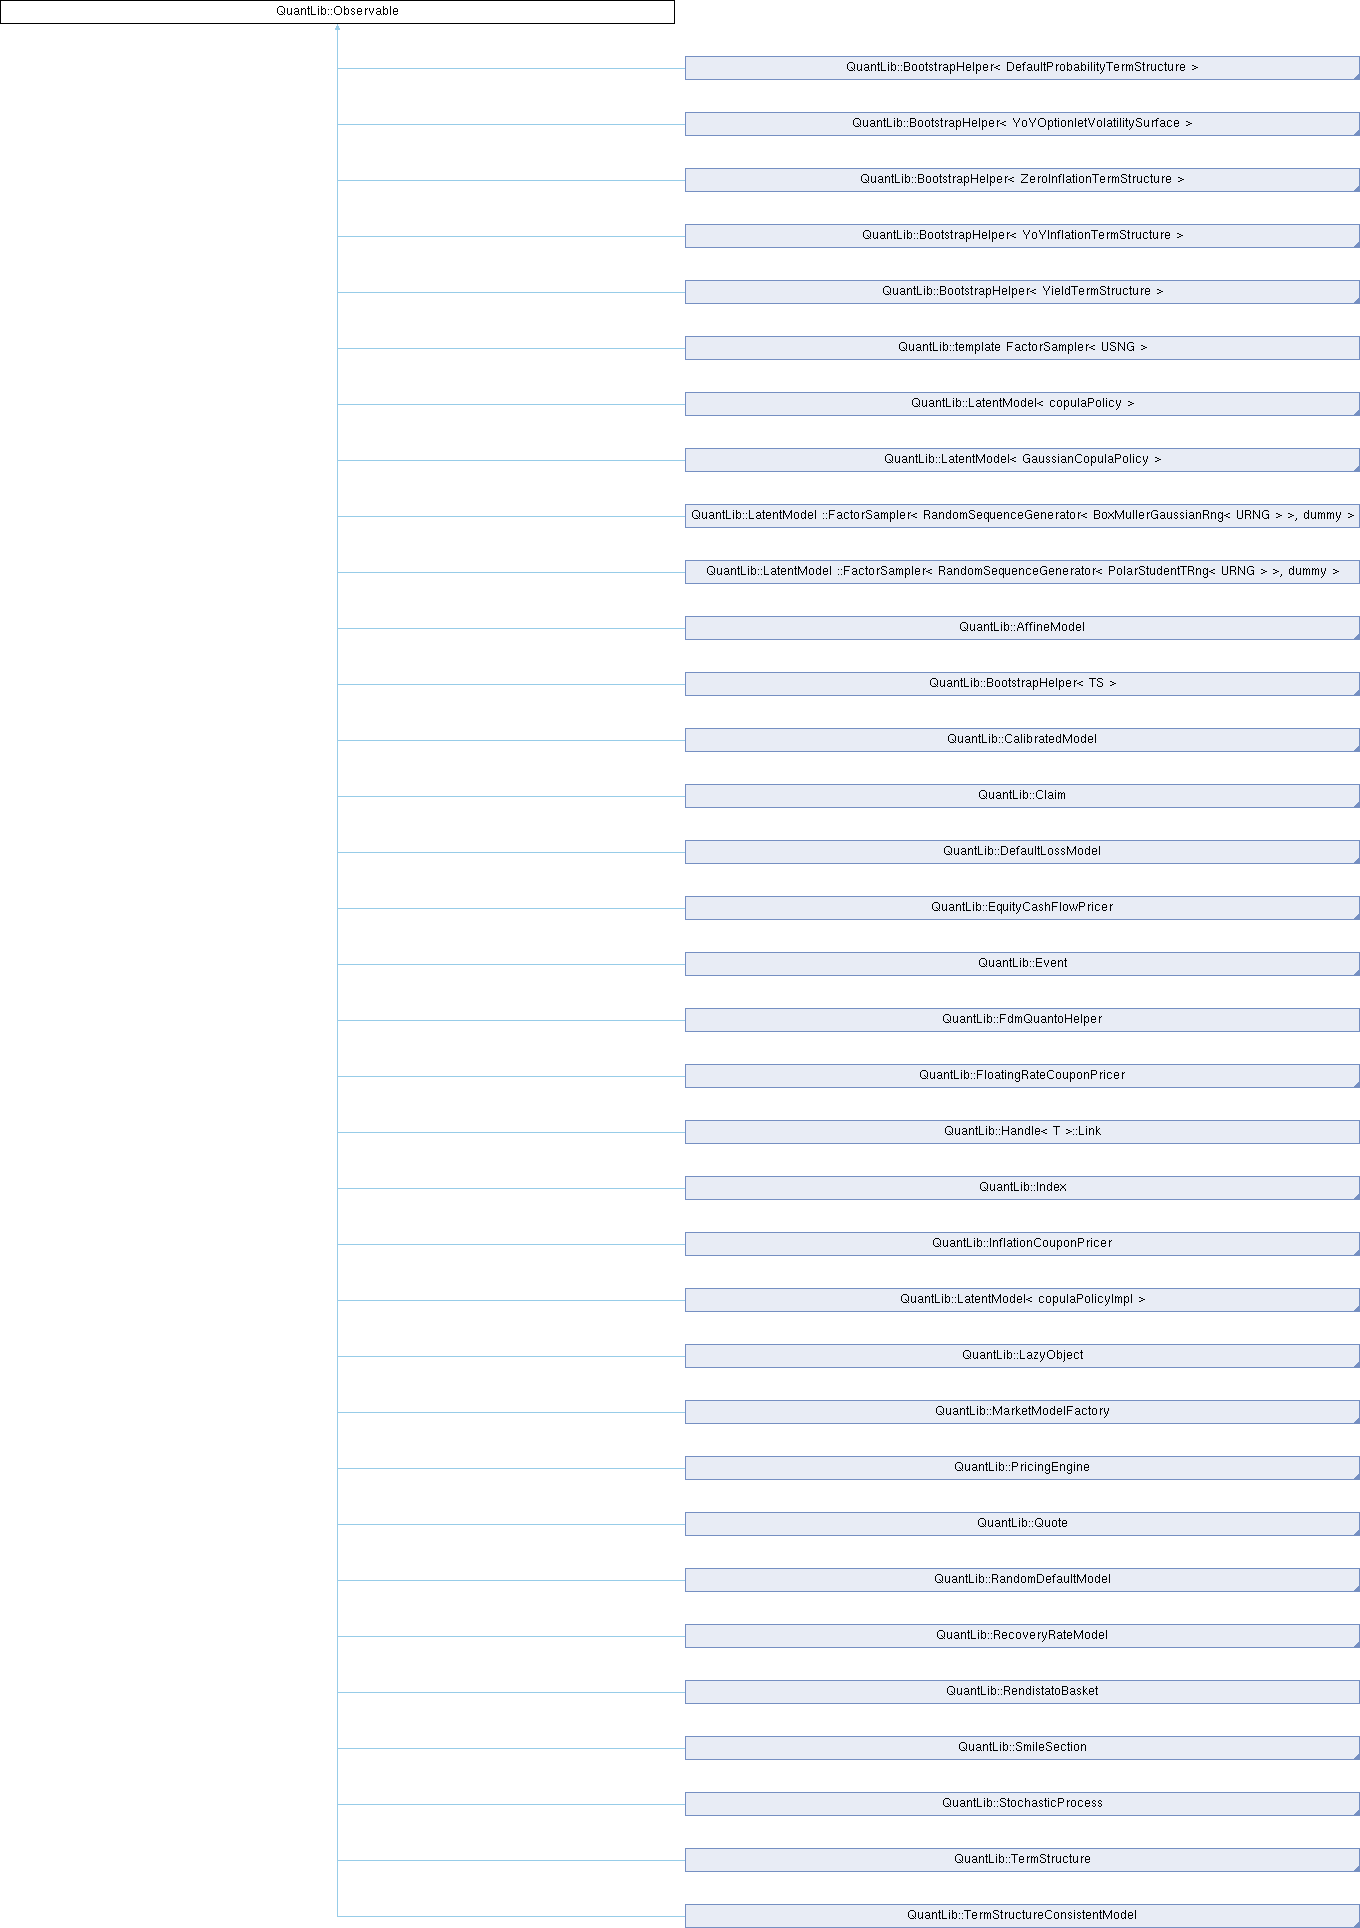 QuantLib::Observable
QuantLib::BootstrapHelper< DefaultProbabilityTermStructure >
QuantLib::BootstrapHelper< YoYOptionletVolatilitySurface >
QuantLib::BootstrapHelper< ZeroInflationTermStructure >
QuantLib::BootstrapHelper< YoYInflationTermStructure >
QuantLib::BootstrapHelper< YieldTermStructure >
QuantLib::template FactorSampler< USNG >
QuantLib::LatentModel< copulaPolicy >
QuantLib::LatentModel< GaussianCopulaPolicy >
QuantLib::LatentModel ::FactorSampler< RandomSequenceGenerator< BoxMullerGaussianRng< URNG > >, dummy >
QuantLib::LatentModel ::FactorSampler< RandomSequenceGenerator< PolarStudentTRng< URNG > >, dummy >
QuantLib::AffineModel
QuantLib::BootstrapHelper< TS >
QuantLib::CalibratedModel
QuantLib::Claim
QuantLib::DefaultLossModel
QuantLib::EquityCashFlowPricer
QuantLib::Event
QuantLib::FdmQuantoHelper
QuantLib::FloatingRateCouponPricer
QuantLib::Handle< T >::Link
QuantLib::Index
QuantLib::InflationCouponPricer
QuantLib::LatentModel< copulaPolicyImpl >
QuantLib::LazyObject
QuantLib::MarketModelFactory
QuantLib::PricingEngine
QuantLib::Quote
QuantLib::RandomDefaultModel
QuantLib::RecoveryRateModel
QuantLib::RendistatoBasket
QuantLib::SmileSection
QuantLib::StochasticProcess
QuantLib::TermStructure
QuantLib::TermStructureConsistentModel